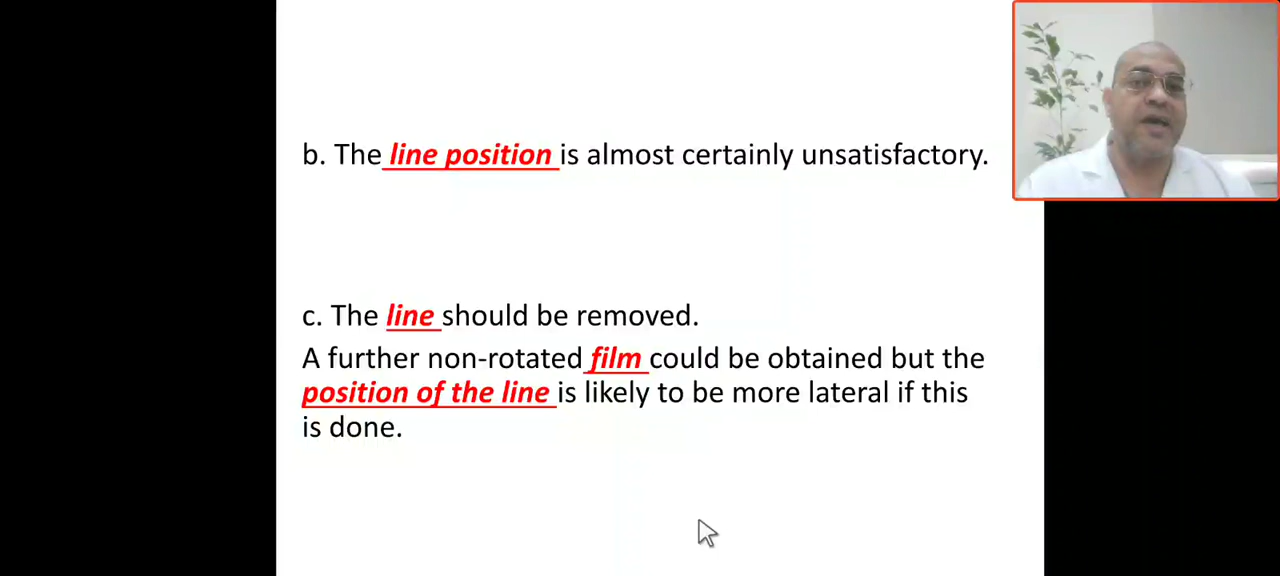 b. The line position is almost certainly unsatisfactory.
c. The line should be removed.
A further non-rotated film could be obtained but the
position of the line is likely to be more lateral if this
is done.